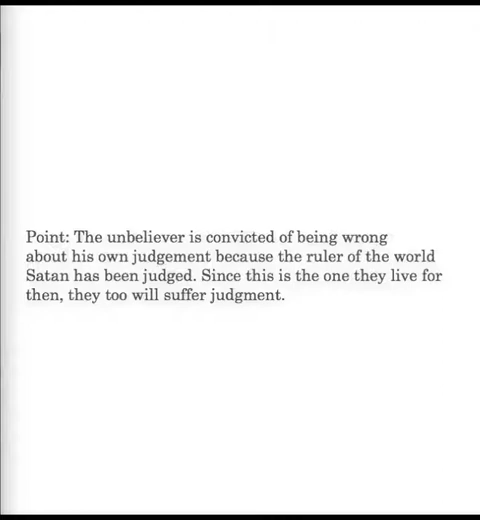 Point: The unbeliever is convicted of being wrong
about his own judgement because the ruler of the world
Satan has been judged. Since this is the one they live for
then, they too will suffer judgment.